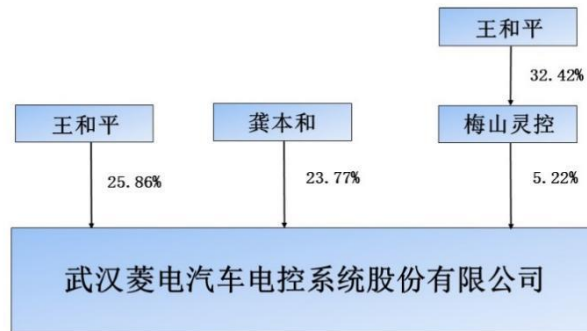 王和平
32.42%
王和平
龚本和
梅山灵控
25.86%
23.77%
5.22%
武汉菱电汽车电控系统股份有限公司